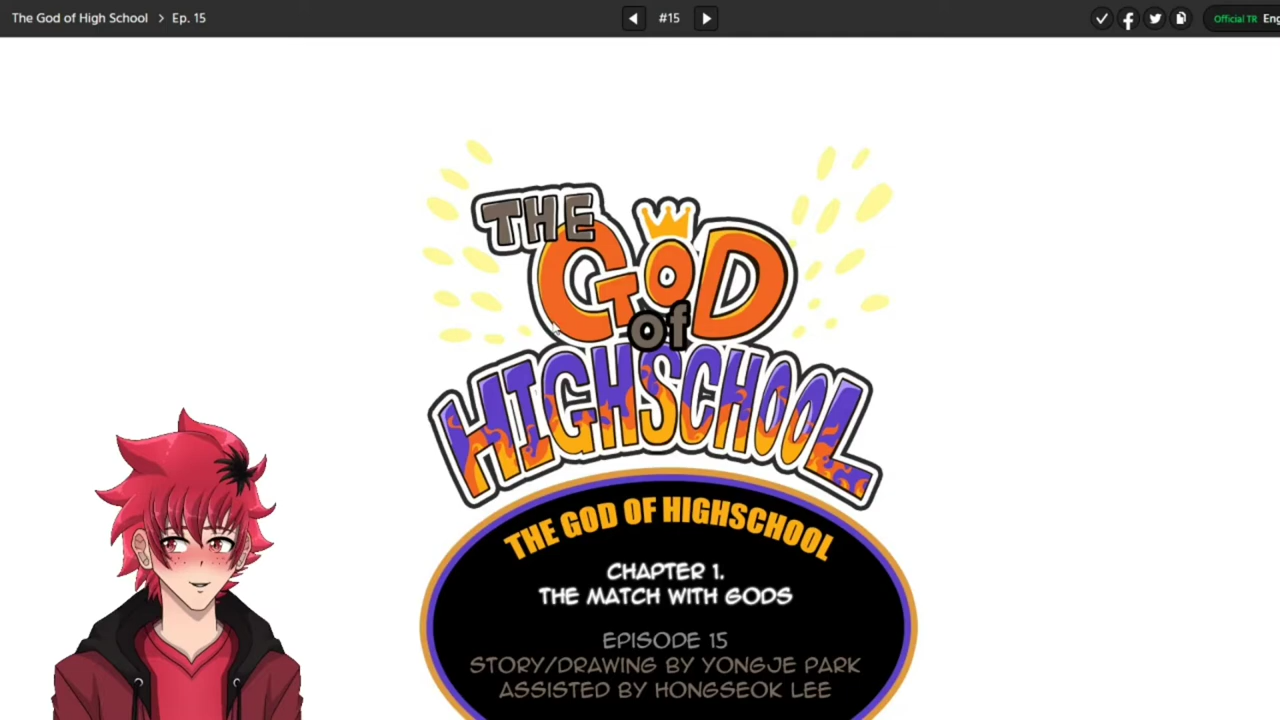 The God of High School > Ep. 15
#15
Official TR
THE
GOD
of
HIGHSCHOOL
THE GOD OF HIGHSCHOOL
CHAPTER 1.
THE MATCH WITH GODS
EPISODE 15
STORY/DRAWING BY YONGJE PARK
ASSISTED BY HONGSEOK LEE